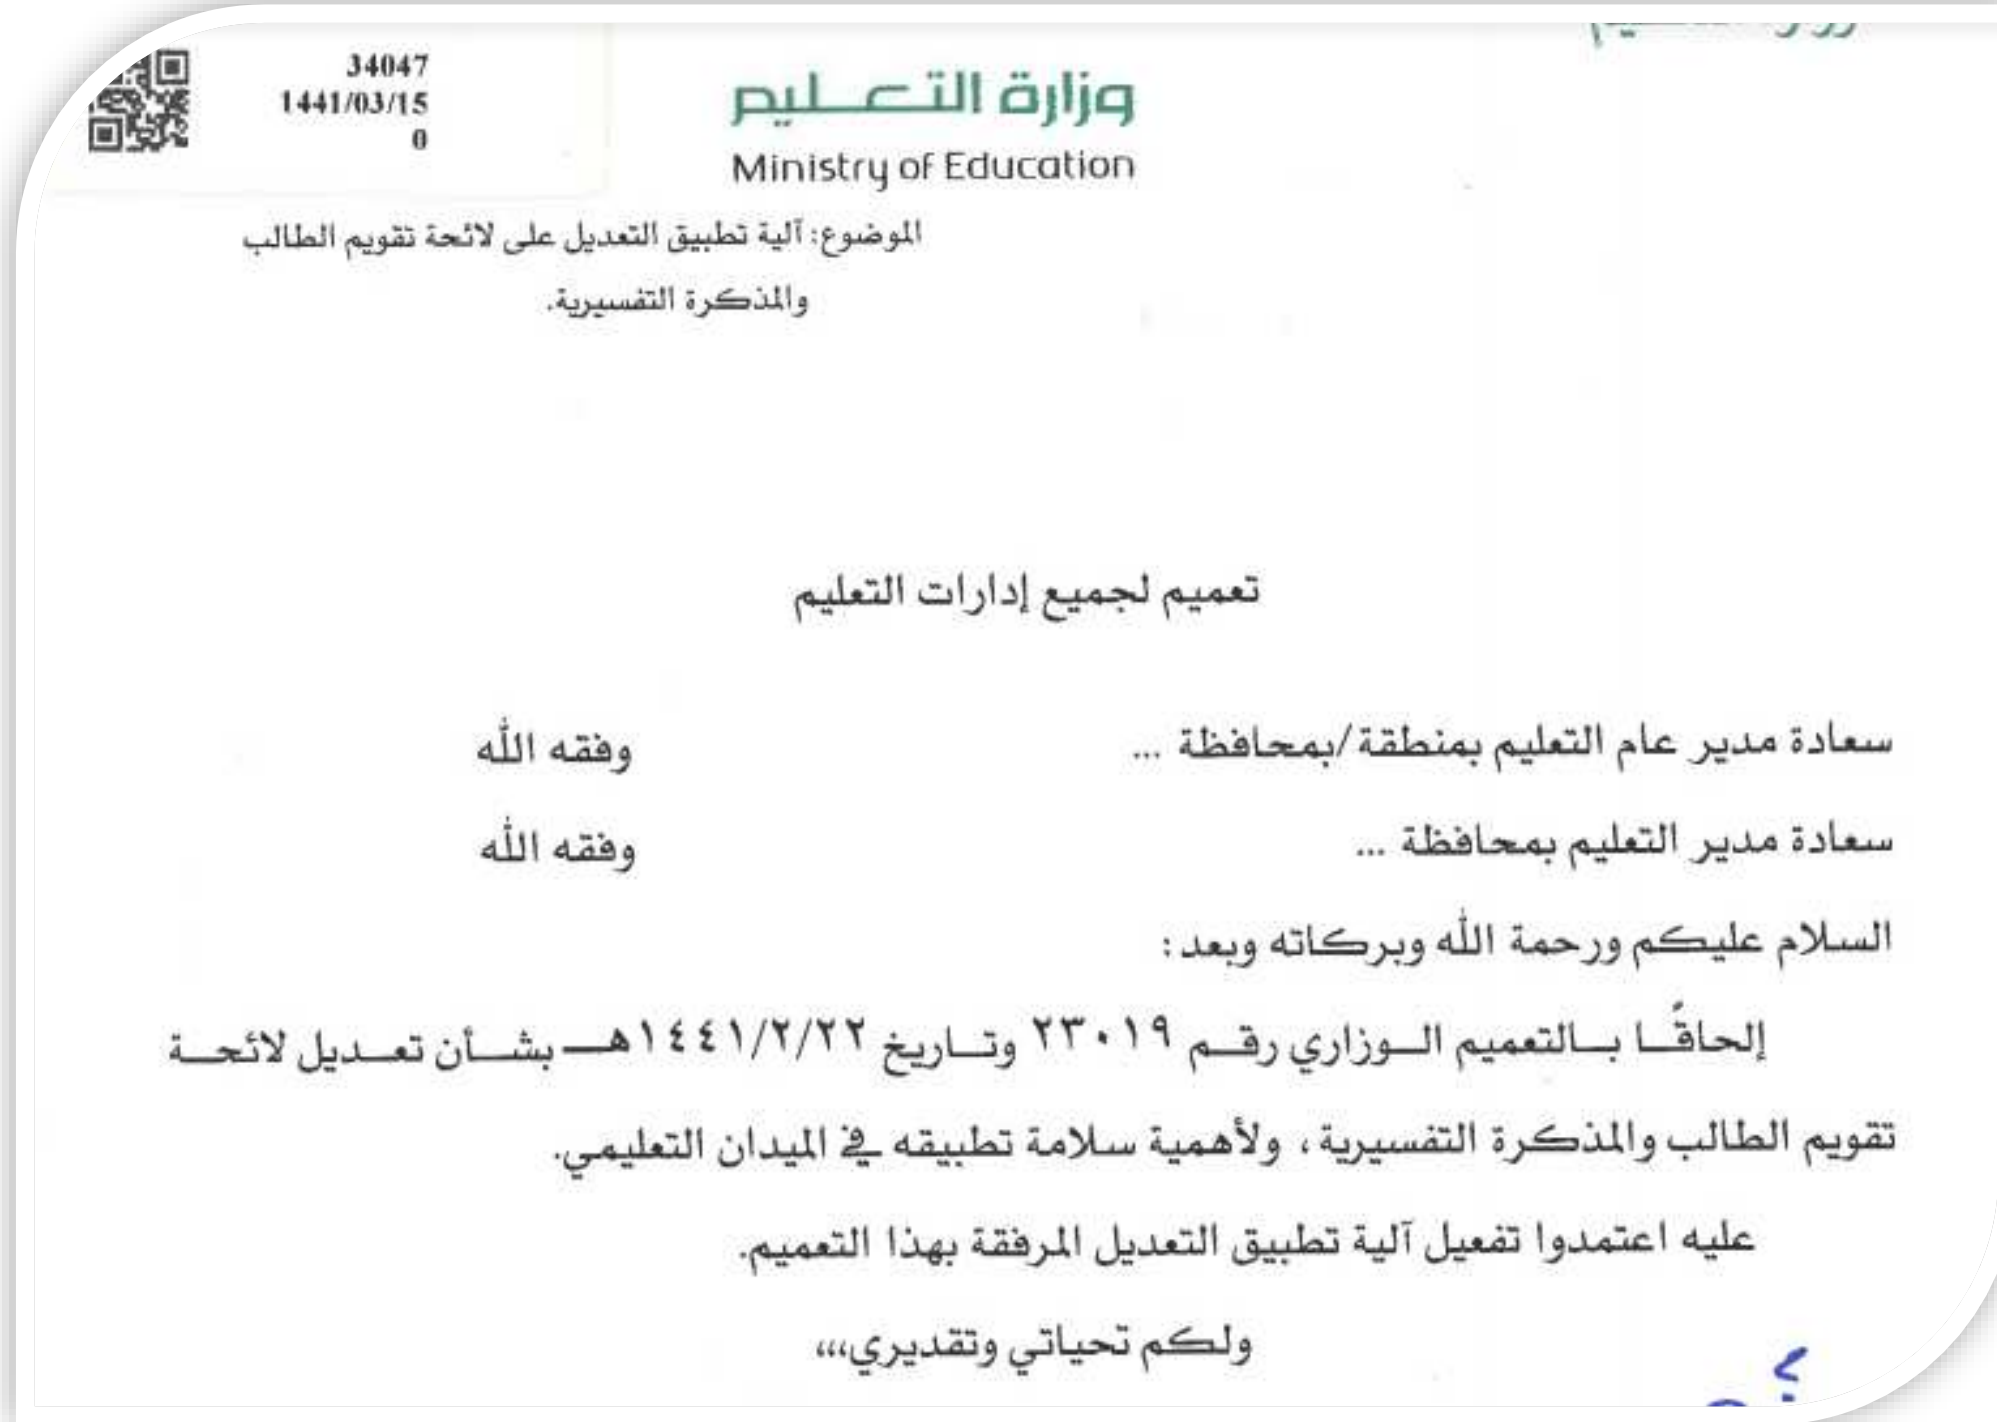 34047
1441/03/15
0
وزارة التعليم
Ministry of Education
الموضوع: آلية تطبيق التعديل على لائحة تقويم الطالب
والمذكرة التفسيرية.
تعميم لجميع إدارات التعليم
سعادة مدير عام التعليم بمنطقة/بمحافظة ... وفقه الله
سعادة مدير التعليم بمحافظة ... وفقه الله
السلام عليكم ورحمة الله وبركاته وبعد:
إلحاقًا بالتعميم الوزاري رقم ٢٣٠١٩ وتاريخ ١٤٤١/٢/٢٢هـ بشأن تعديل لائحة
تقويم الطالب والمذكرة التفسيرية، ولأهمية سلامة تطبيقه في الميدان التعليمي.
عليه اعتمدوا تفعيل آلية تطبيق التعديل المرفقة بهذا التعميم.
ولكم تحياتي وتقديري،،،